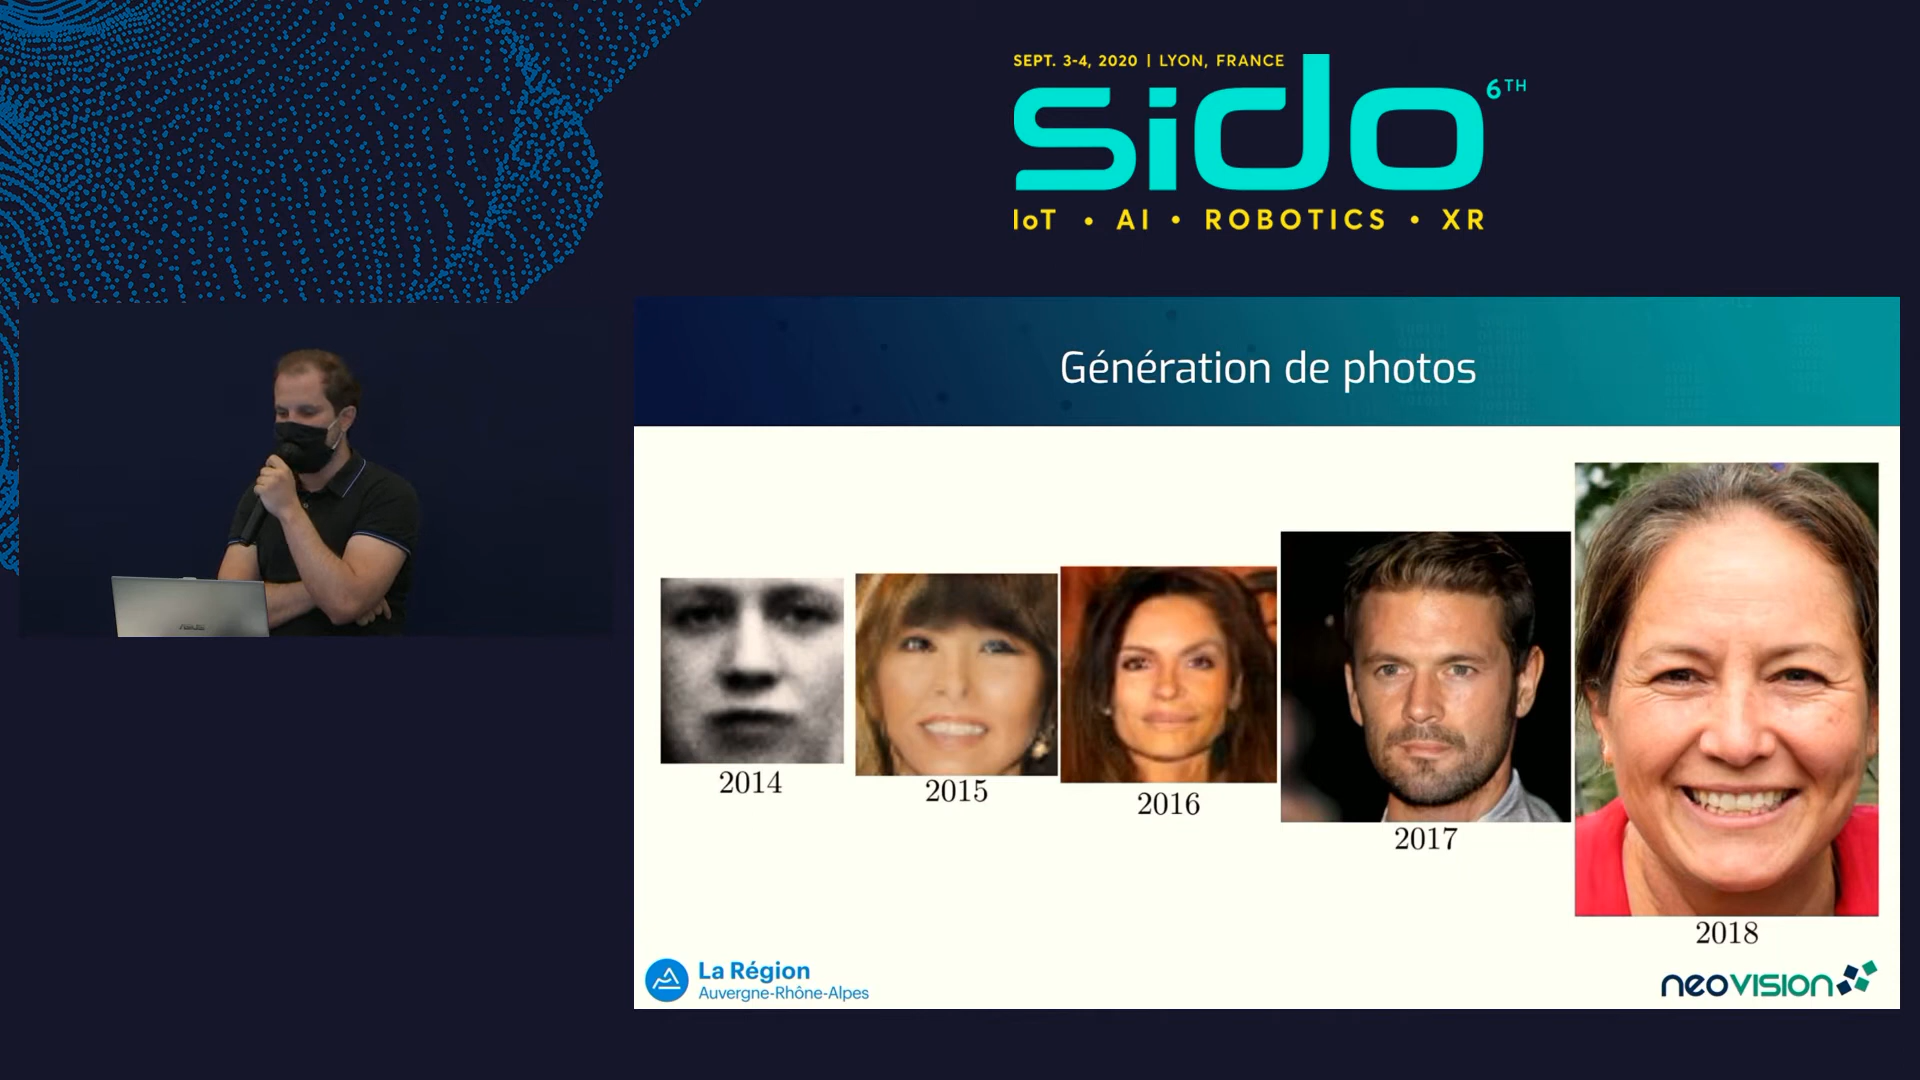 SEPT. 3-4, 2020 | LYON, FRANCE
sido 6TH
IoT • AI • ROBOTICS • XR
Génération de photos
2014
2015
2016
2017
2018
ASUS
La Région
Auvergne-Rhône-Alpes
neovision